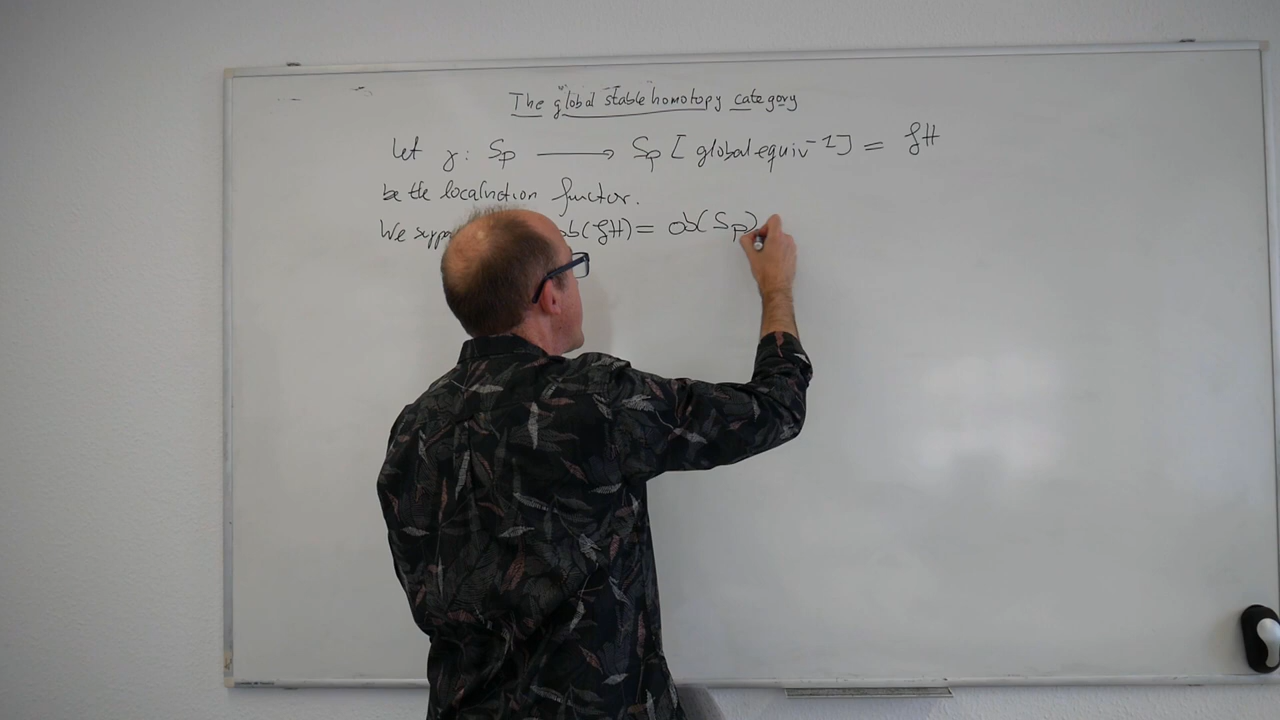 The global stable homotopy category
Let γ: Sp ⟶ Sp [global equiv⁻¹] = GH
be the localization functor.
We ob(GH) = ob(Sp)